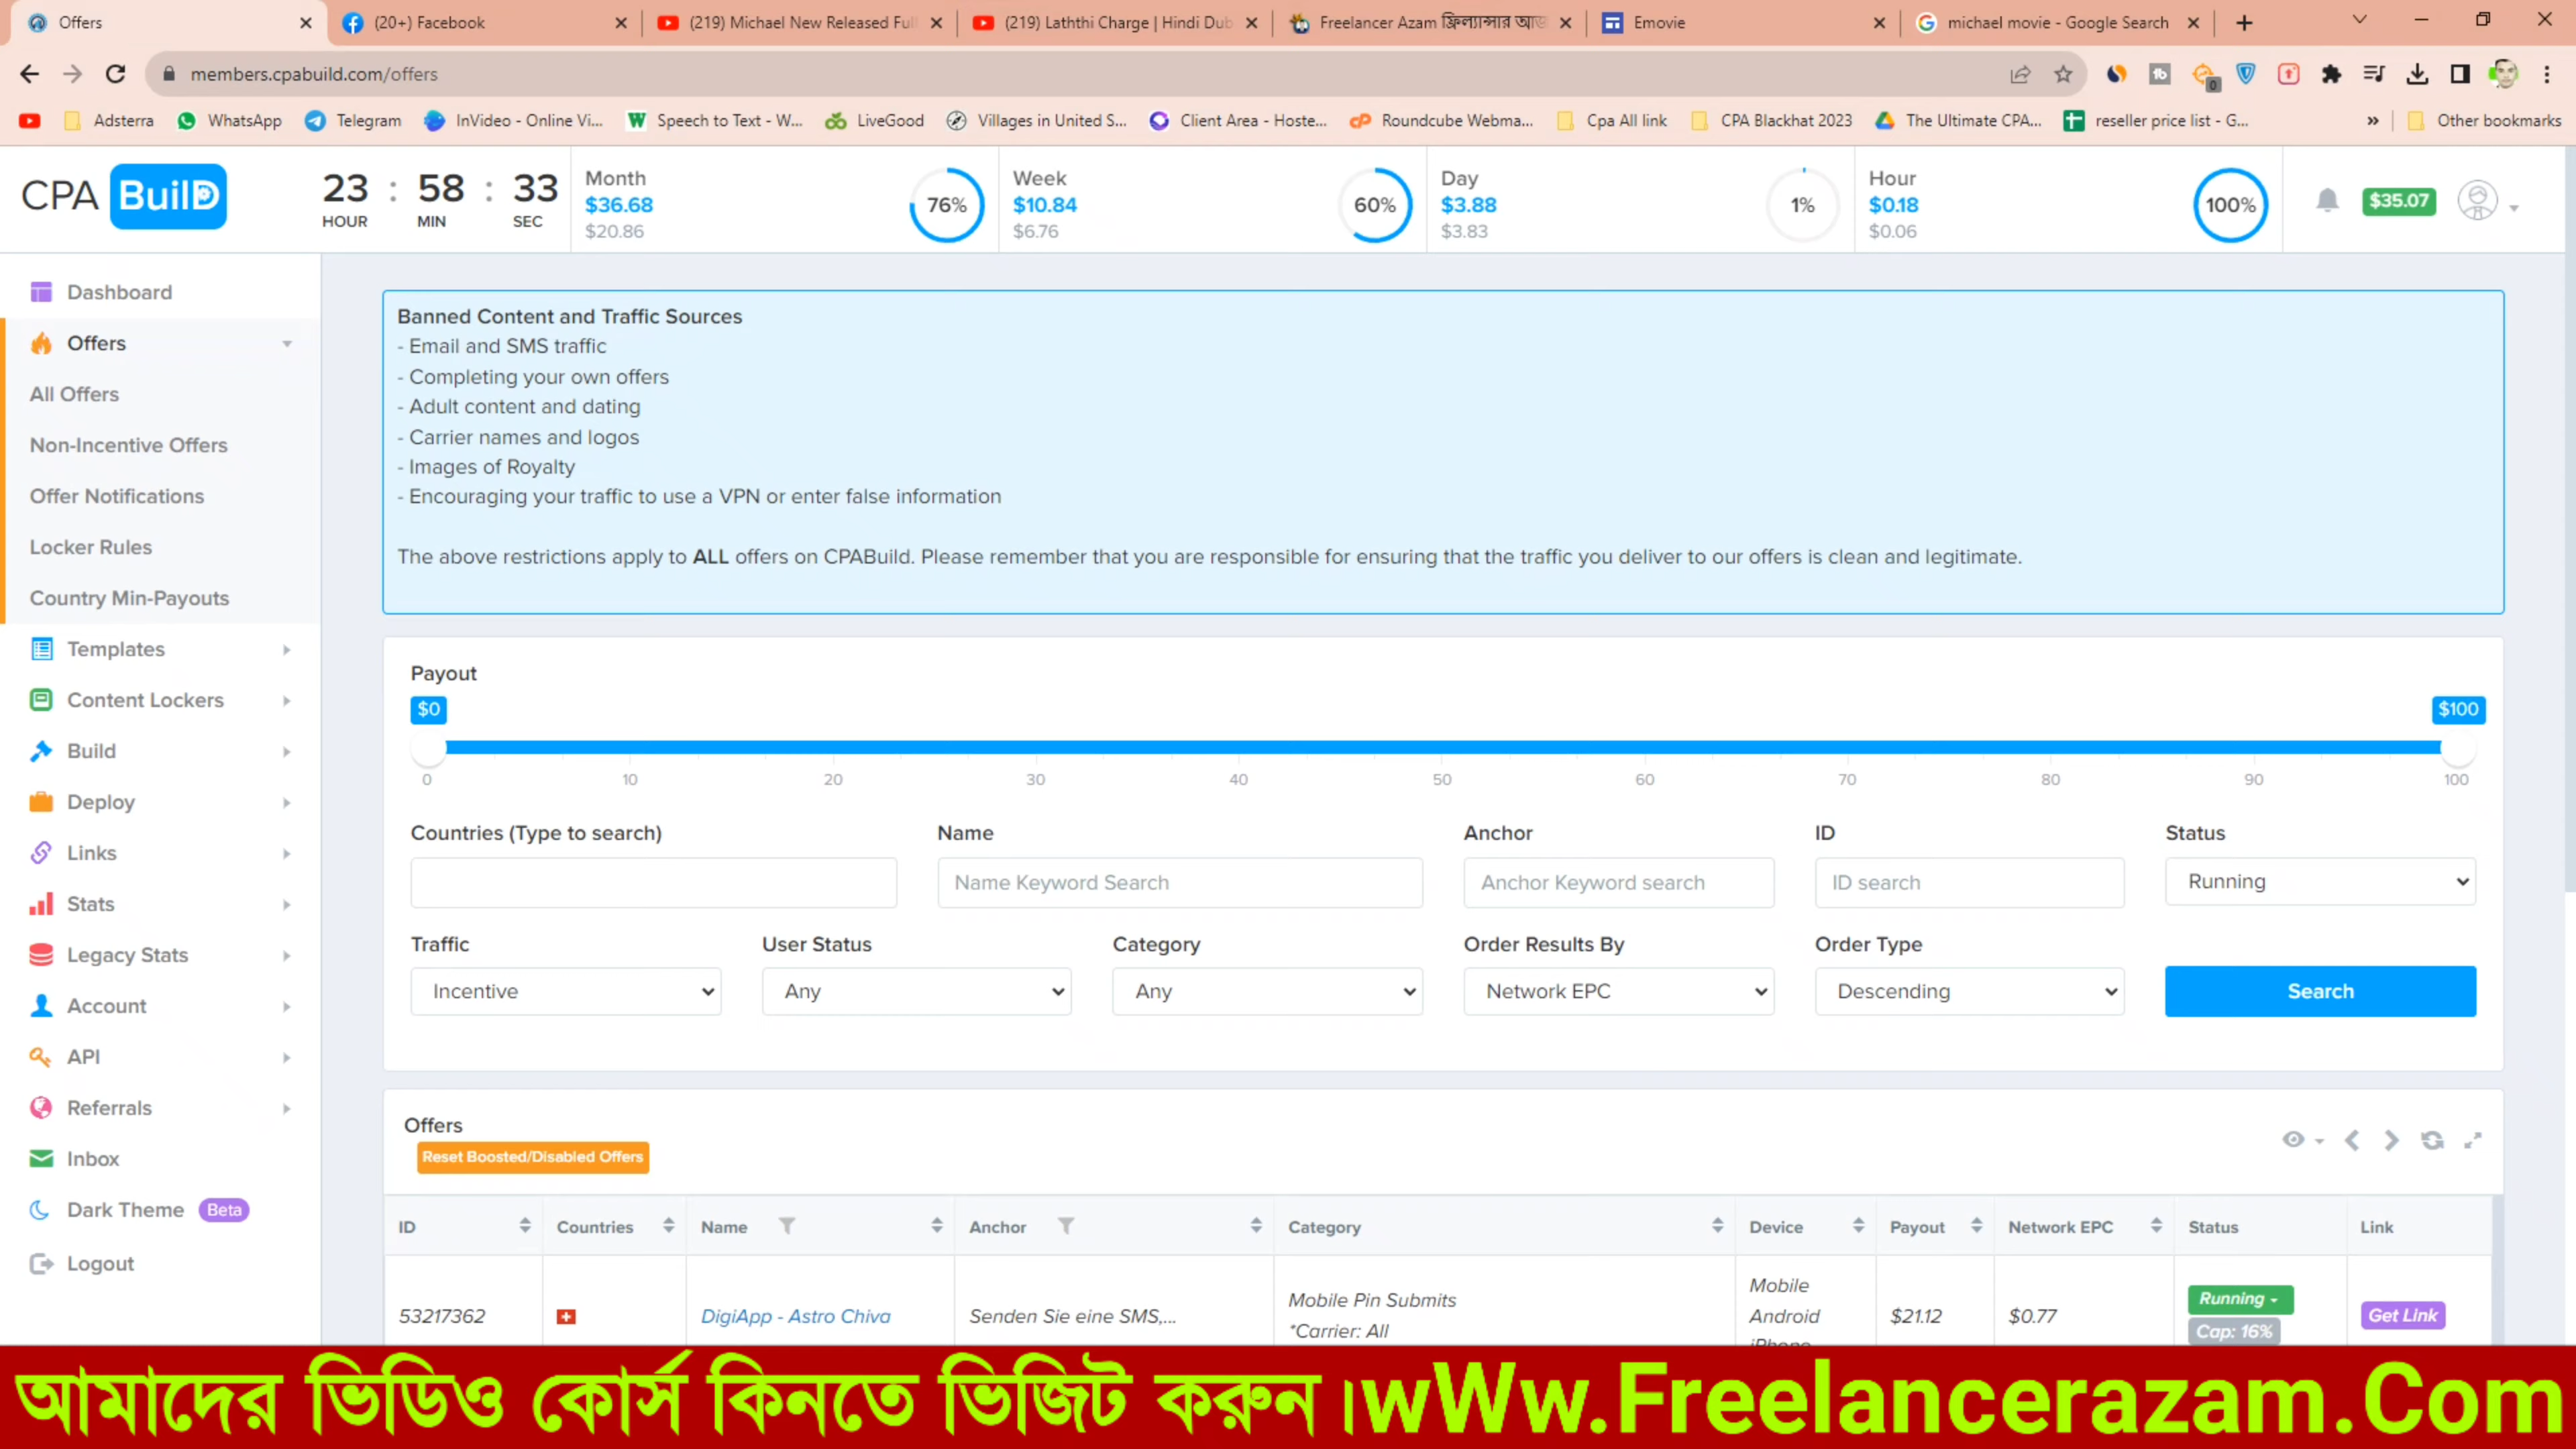 Offers
(20+) Facebook
(219) Michael New Released Ful
(219) Laththi Charge | Hindi Dub
Freelancer Azam ফ্রিল্যান্সার আজ
Emovie
michael movie - Google Search
members.cpabuild.com/offers
Adsterra
WhatsApp
Telegram
InVideo - Online Vi...
Speech to Text - W...
LiveGood
Villages in United S...
Client Area - Hoste...
Roundcube Webma...
Cpa All link
CPA Blackhat 2023
The Ultimate CPA...
reseller price list - G...
Other bookmarks
CPA BuilD
23 : 58 : 33
HOUR MIN SEC
Month
$36.68
$20.86
76%
Week
$10.84
$6.76
60%
Day
$3.88
$3.83
1%
Hour
$0.18
$0.06
100%
$35.07
Dashboard
Offers
All Offers
Non-Incentive Offers
Offer Notifications
Locker Rules
Country Min-Payouts
Templates
Content Lockers
Build
Deploy
Links
Stats
Legacy Stats
Account
API
Referrals
Inbox
Dark Theme Beta
Logout
Banned Content and Traffic Sources
- Email and SMS traffic
- Completing your own offers
- Adult content and dating
- Carrier names and logos
- Images of Royalty
- Encouraging your traffic to use a VPN or enter false information
The above restrictions apply to ALL offers on CPABuild. Please remember that you are responsible for ensuring that the traffic you deliver to our offers is clean and legitimate.
Payout
$0 $100
0 10 20 30 40 50 60 70 80 90 100
Countries (Type to search) Name Anchor ID Status
Name Keyword Search Anchor Keyword search ID search Running
Traffic User Status Category Order Results By Order Type
Incentive Any Any Network EPC Descending Search
Offers
Reset Boosted/Disabled Offers
ID Countries Name Anchor Category Device Payout Network EPC Status Link
53217362 DigiApp - Astro Chiva Senden Sie eine SMS,... Mobile Pin Submits *Carrier: All Mobile Android iPhone $21.12 $0.77 Running Cap: 16% Get Link
আমাদের ভিডিও কোর্স কিনতে ভিজিট করুন।wWw.Freelancerazam.Com